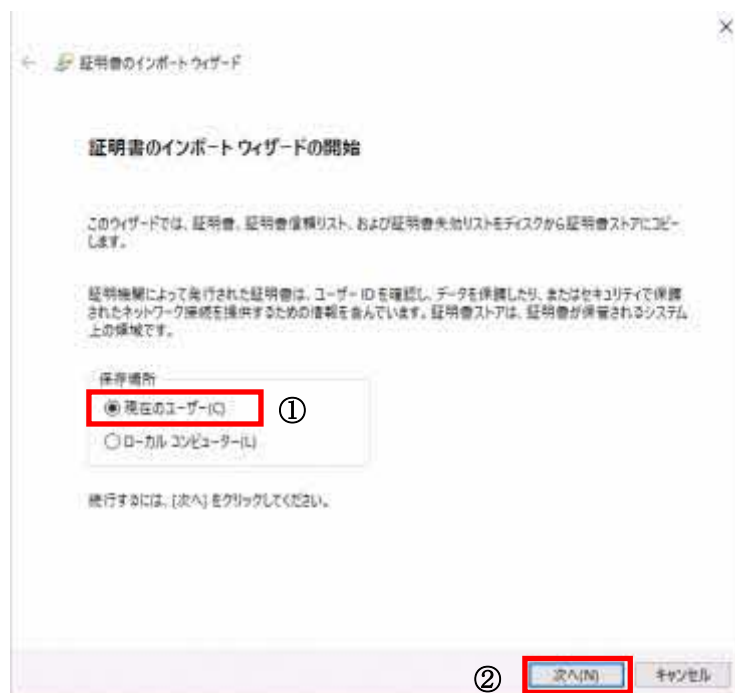 証明書のインポート ウィザード
証明書のインポート ウィザードの開始
このウィザードでは、証明書、証明書信頼リスト、および証明書失効リストをディスクから証明書ストアにコピー
します。
証明機関によって発行された証明書は、ユーザー ID を確認し、データを保護したり、またはセキュリティで保護
されたネットワーク接続を提供するための情報を含んでいます。証明書ストアは、証明書が保管されるシステム
上の領域です。
保存場所
現在のユーザー(C)
①
ローカル コンピューター(L)
続行するには、[次へ] をクリックしてください。
②
次へ(N)
キャンセル